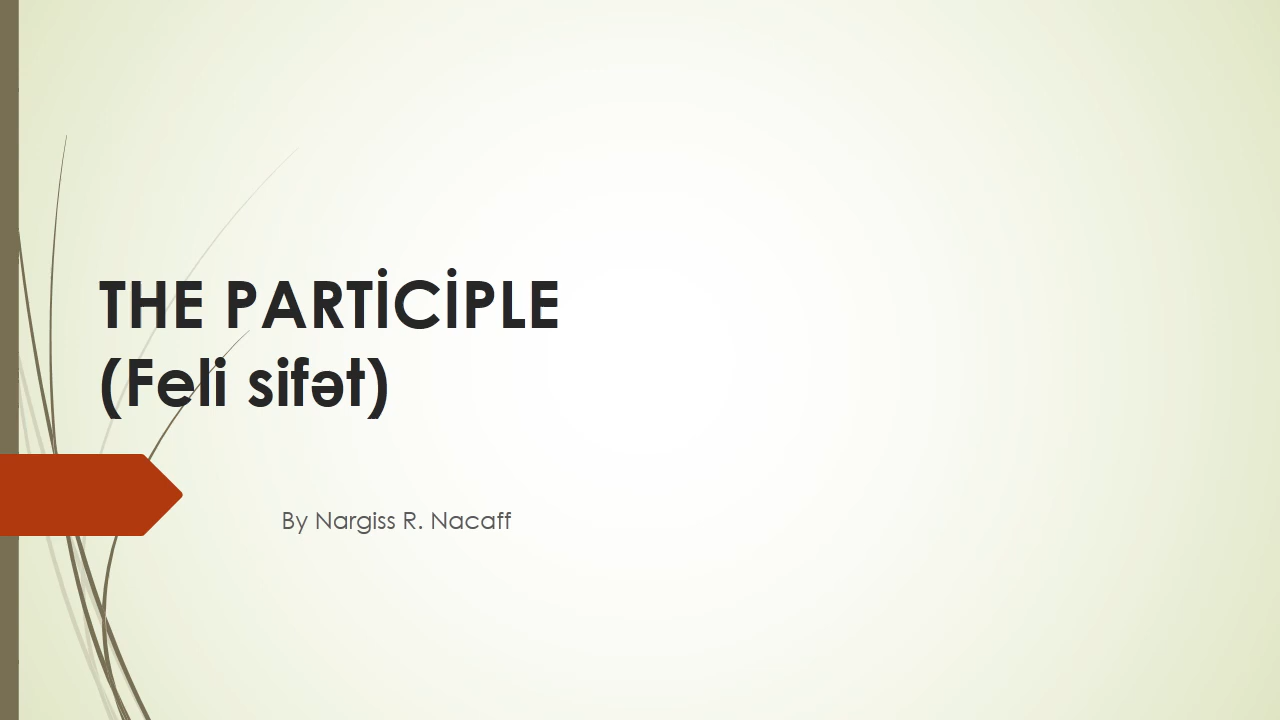 THE PARTİCİPLE
(Feli sifət)
By Nargiss R. Nacaff